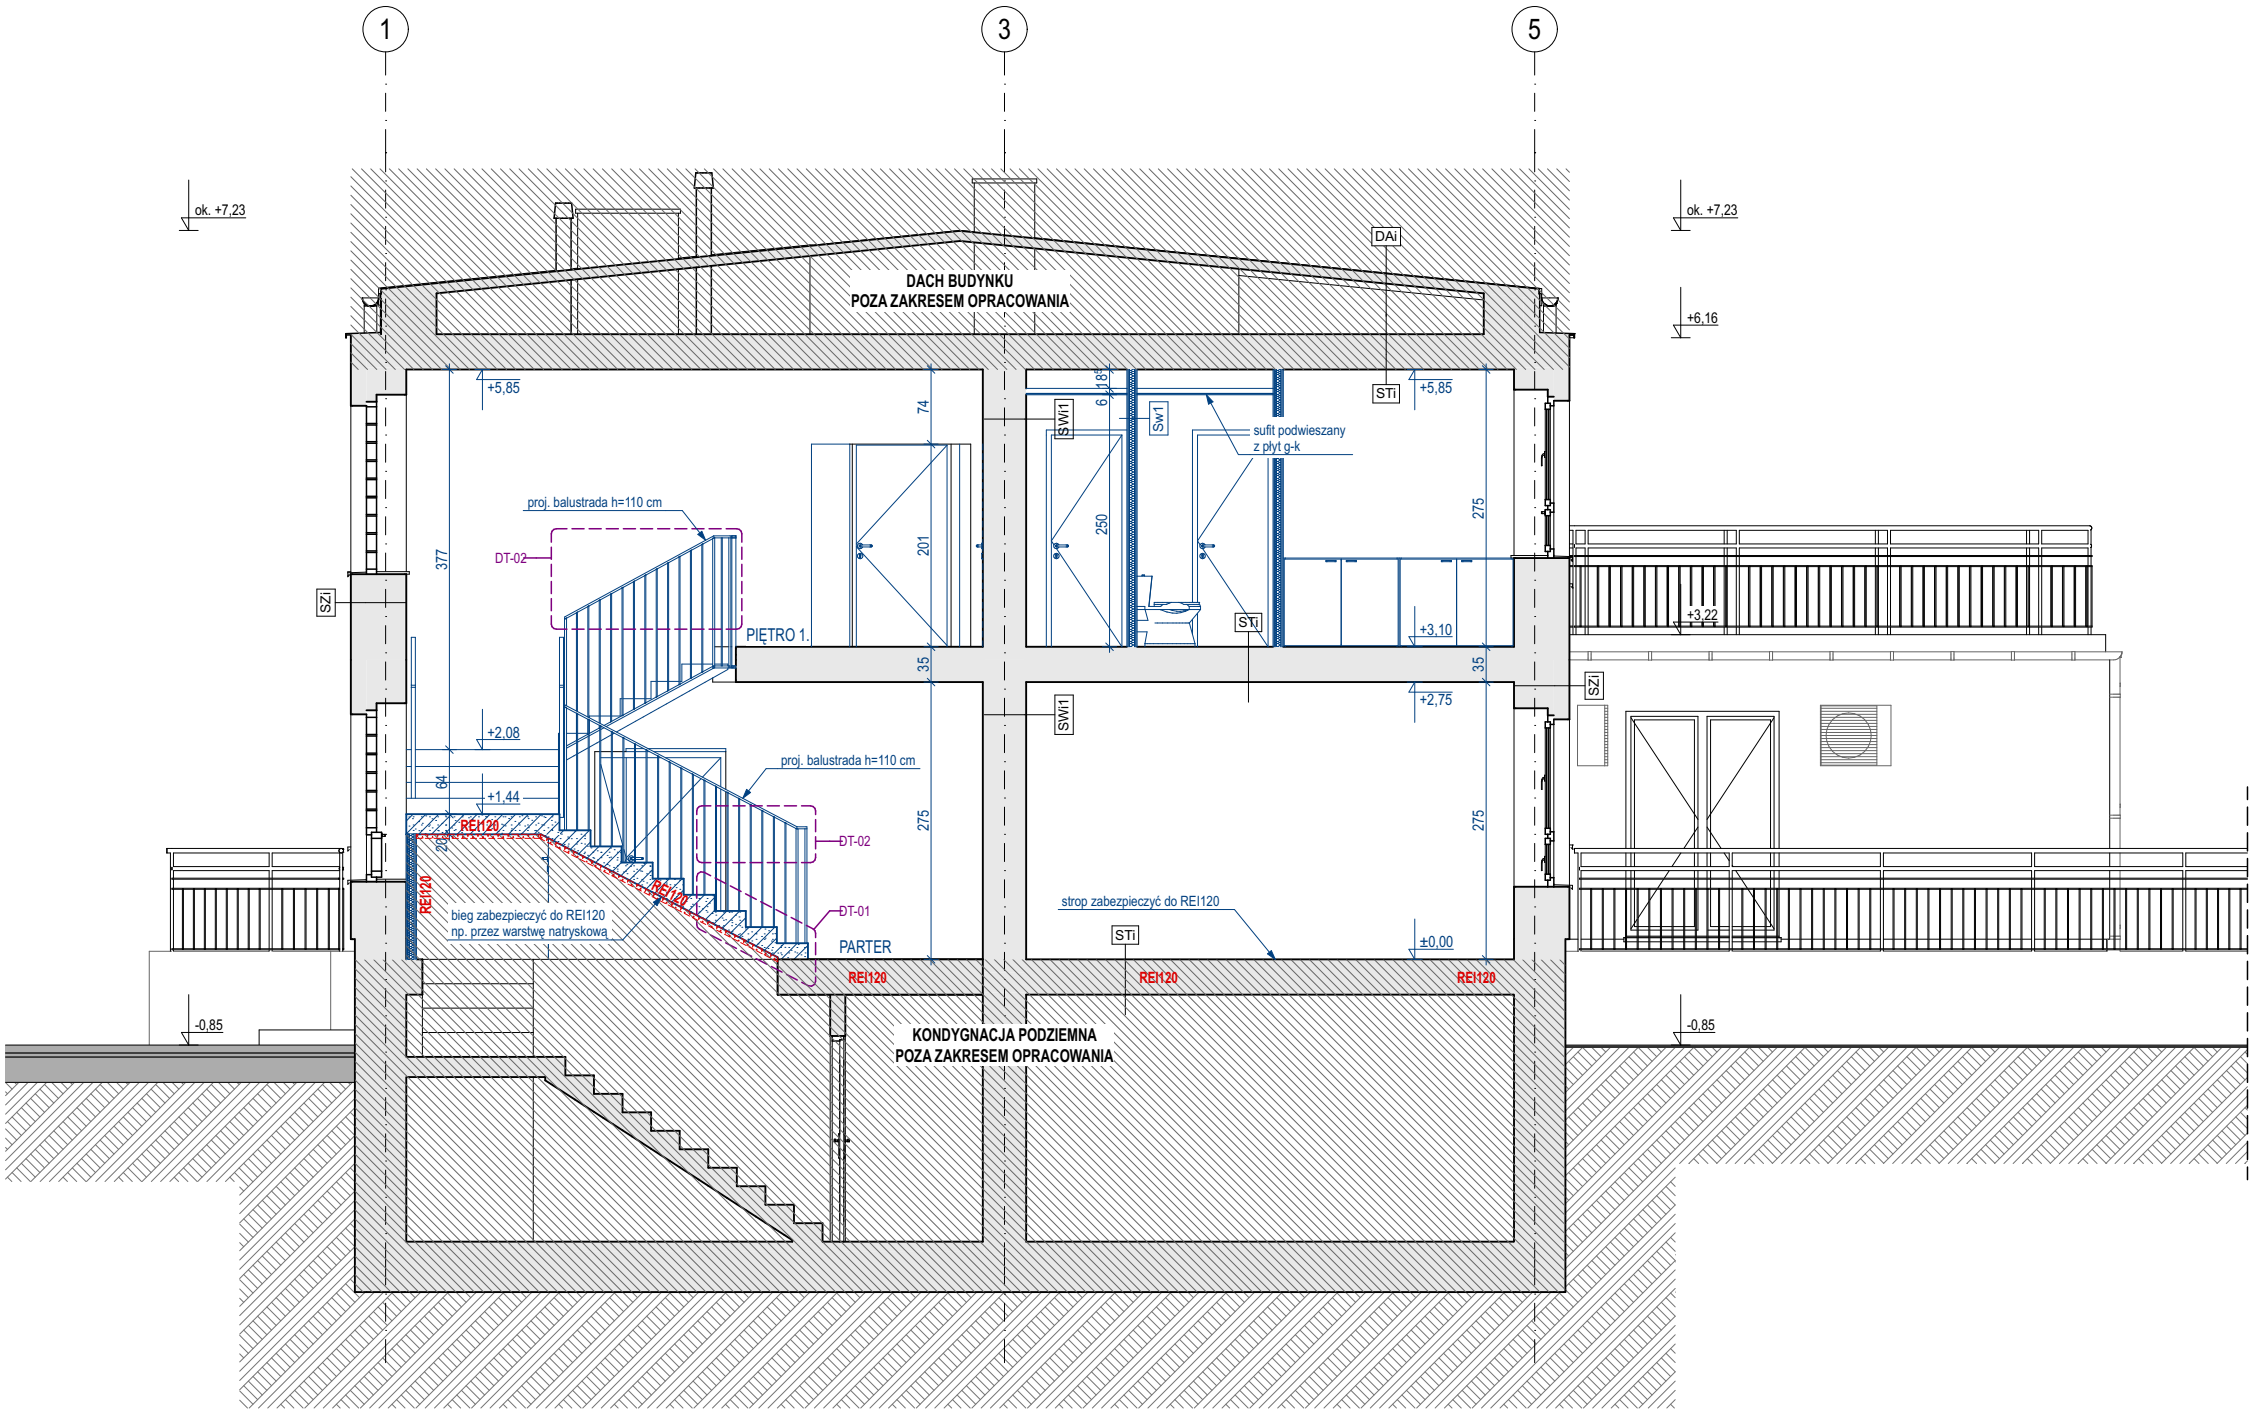 1
3
5
ok. +7,23
ok. +7,23
DAi
DACH BUDYNKU
POZA ZAKRESEM OPRACOWANIA
+6,16
+5,85
74
18⁵
6
STi
+5,85
SWi1
Sw1
sufit podwieszany
z płyt g-k
proj. balustrada h=110 cm
DT-02
377
201
250
275
SZi
PIĘTRO 1.
STi
+3,10
+3,22
35
35
SZi
+2,75
SWi1
+2,08
proj. balustrada h=110 cm
64
+1,44
REI120
20
275
275
DT-02
REI120
REI120
bieg zabezpieczyć do REI120
np. przez warstwę natryskową
DT-01
strop zabezpieczyć do REI120
STi
PARTER
±0,00
REI120
REI120
REI120
-0,85
-0,85
KONDYGNACJA PODZIEMNA
POZA ZAKRESEM OPRACOWANIA